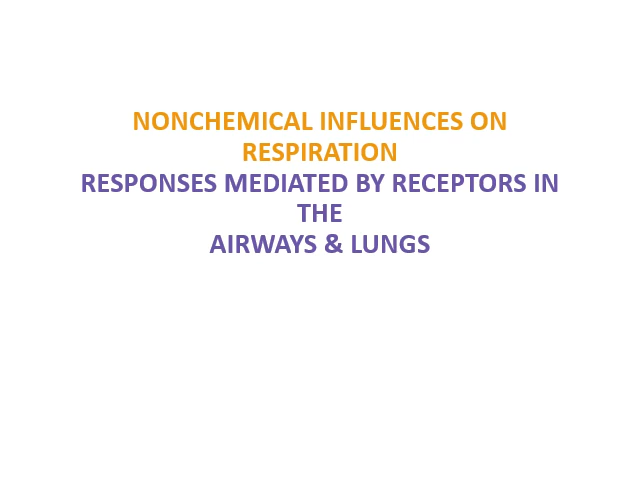 NONCHEMICAL INFLUENCES ON
RESPIRATION
RESPONSES MEDIATED BY RECEPTORS IN
THE
AIRWAYS & LUNGS